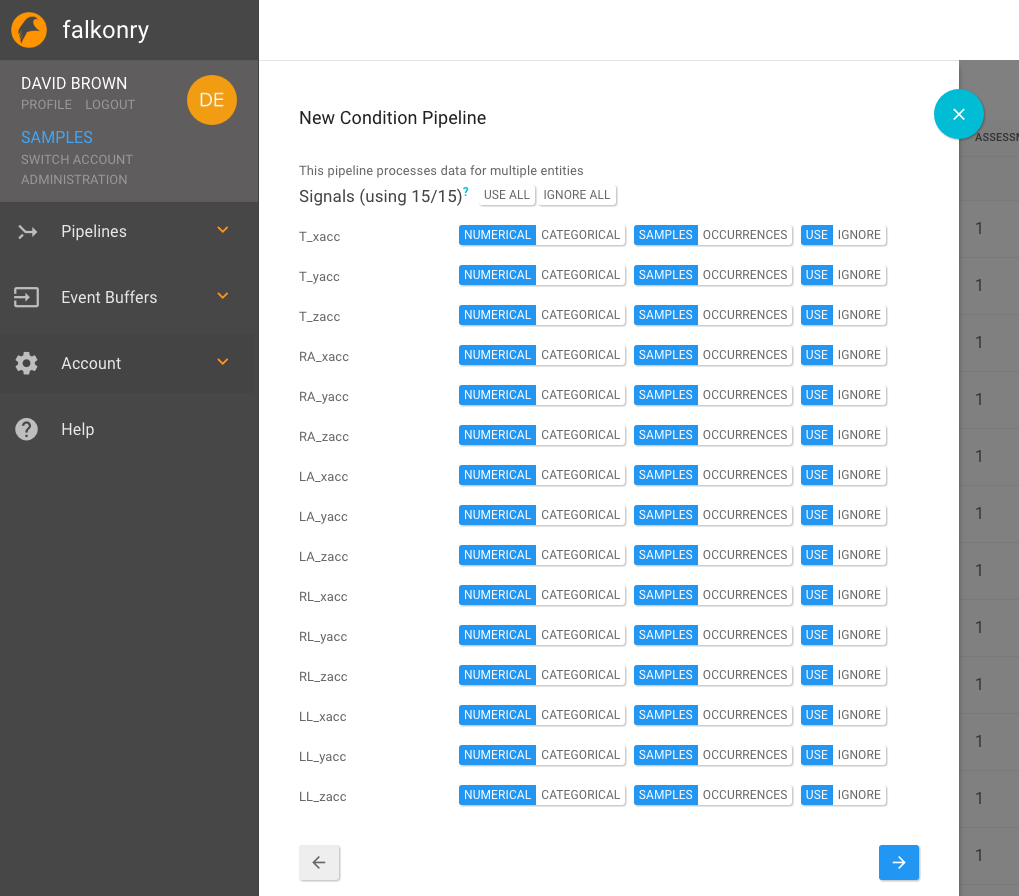 falkonry
DAVID BROWN
PROFILE LOGOUT
DE
SAMPLES
SWITCH ACCOUNT
ADMINISTRATION
Pipelines
Event Buffers
Account
Help
New Condition Pipeline
This pipeline processes data for multiple entities
Signals (using 15/15)? USE ALL IGNORE ALL
T_xacc NUMERICAL CATEGORICAL SAMPLES OCCURRENCES USE IGNORE
T_yacc NUMERICAL CATEGORICAL SAMPLES OCCURRENCES USE IGNORE
T_zacc NUMERICAL CATEGORICAL SAMPLES OCCURRENCES USE IGNORE
RA_xacc NUMERICAL CATEGORICAL SAMPLES OCCURRENCES USE IGNORE
RA_yacc NUMERICAL CATEGORICAL SAMPLES OCCURRENCES USE IGNORE
RA_zacc NUMERICAL CATEGORICAL SAMPLES OCCURRENCES USE IGNORE
LA_xacc NUMERICAL CATEGORICAL SAMPLES OCCURRENCES USE IGNORE
LA_yacc NUMERICAL CATEGORICAL SAMPLES OCCURRENCES USE IGNORE
LA_zacc NUMERICAL CATEGORICAL SAMPLES OCCURRENCES USE IGNORE
RL_xacc NUMERICAL CATEGORICAL SAMPLES OCCURRENCES USE IGNORE
RL_yacc NUMERICAL CATEGORICAL SAMPLES OCCURRENCES USE IGNORE
RL_zacc NUMERICAL CATEGORICAL SAMPLES OCCURRENCES USE IGNORE
LL_xacc NUMERICAL CATEGORICAL SAMPLES OCCURRENCES USE IGNORE
LL_yacc NUMERICAL CATEGORICAL SAMPLES OCCURRENCES USE IGNORE
LL_zacc NUMERICAL CATEGORICAL SAMPLES OCCURRENCES USE IGNORE
1
1
1
1
1
1
1
1
1
1
1
1